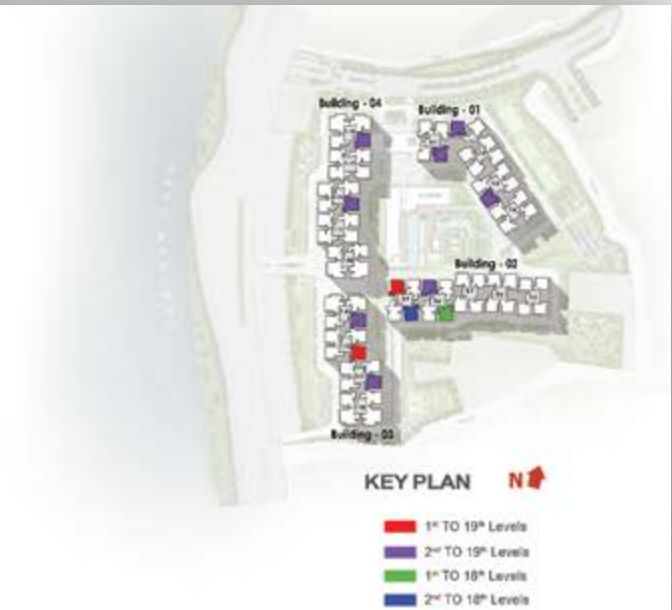 Building - 04
Building - 01
Building - 02
Building - 03
KEY PLAN N
1st TO 19th Levels
2nd TO 19th Levels
1st TO 18th Levels
2nd TO 18th Levels